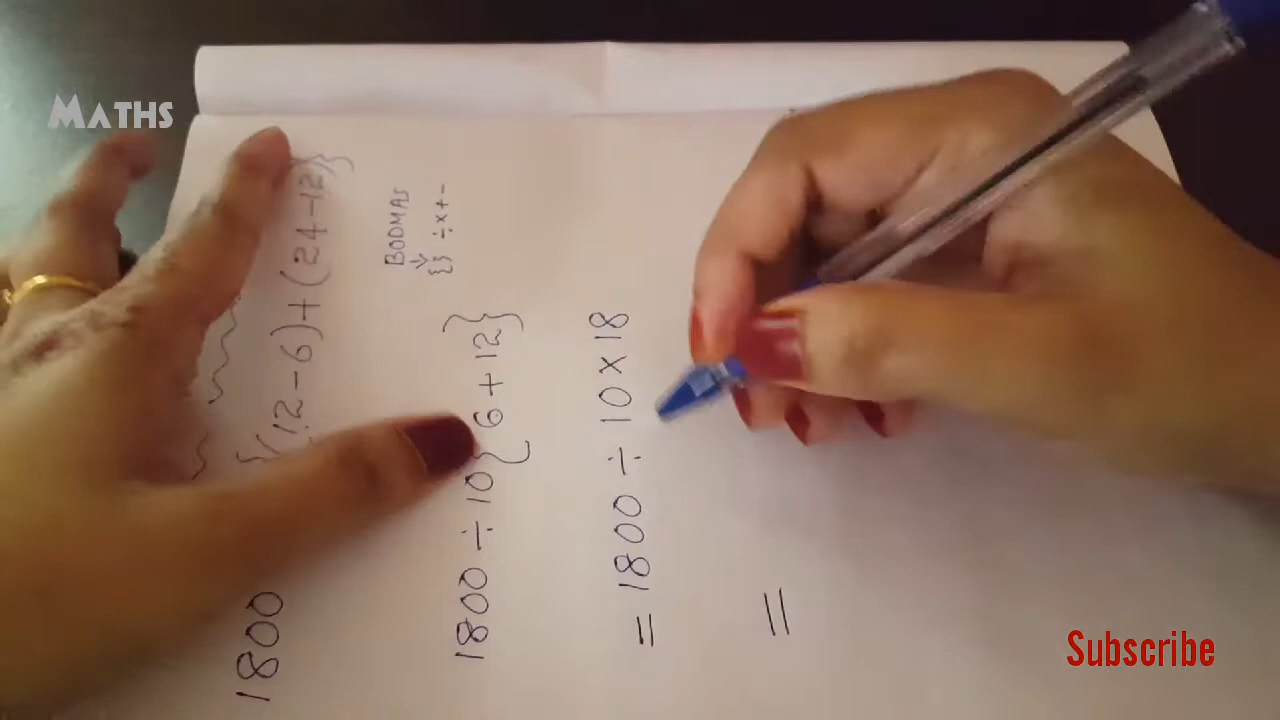 MATHS
1800 {(12-6)+(24-12)}
BODMAS
↓
{} ÷×+-
1800÷10{6+12}
=1800÷10×18
=
Subscribe